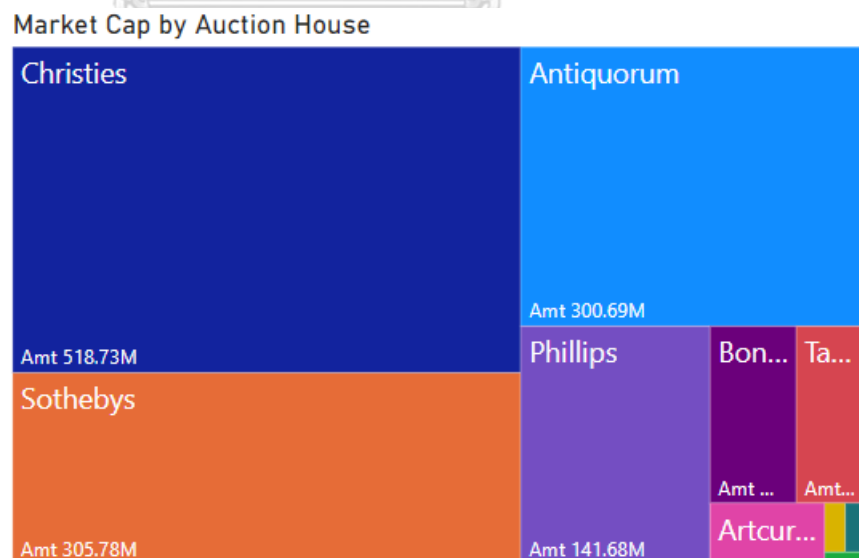 Market Cap by Auction House
Christies
Amt 518.73M
Sothebys
Amt 305.78M
Antiquorum
Amt 300.69M
Phillips
Amt 141.68M
Bon...
Amt ...
Ta...
Amt...
Artcur...